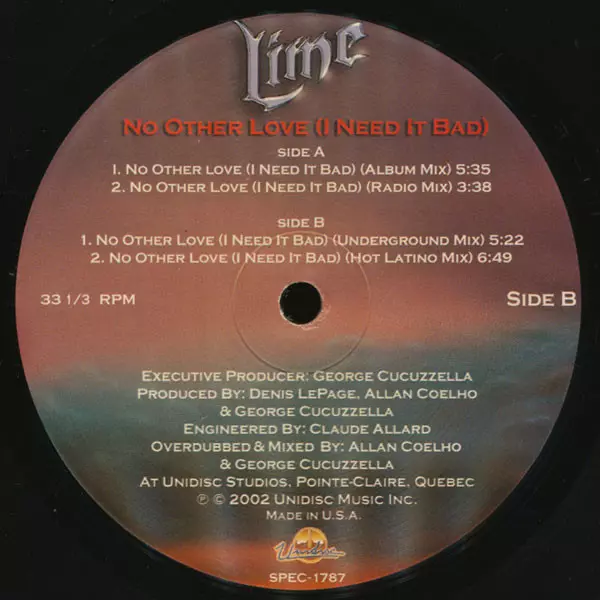 Lime
No Other Love (I Need It Bad)
SIDE A
1. No Other love (I Need It Bad) (Album Mix) 5:35
2. No Other Love (I Need It Bad) (Radio Mix) 3:38
SIDE B
1. No Other Love (I Need It Bad) (Underground Mix) 5:22
2. No Other Love (I Need It Bad) (Hot Latino Mix) 6:49
33 1/3 RPM
Side B
Executive Producer: George Cucuzzella
Produced By: Denis LePage, Allan Coelho
& George Cucuzzella
Engineered By: Claude Allard
Overdubbed & Mixed By: Allan Coelho
& George Cucuzzella
At Unidisc Studios, Pointe-Claire, Quebec
℗ © 2002 Unidisc Music Inc.
Made in U.S.A.
Unidisc
SPEC-1787